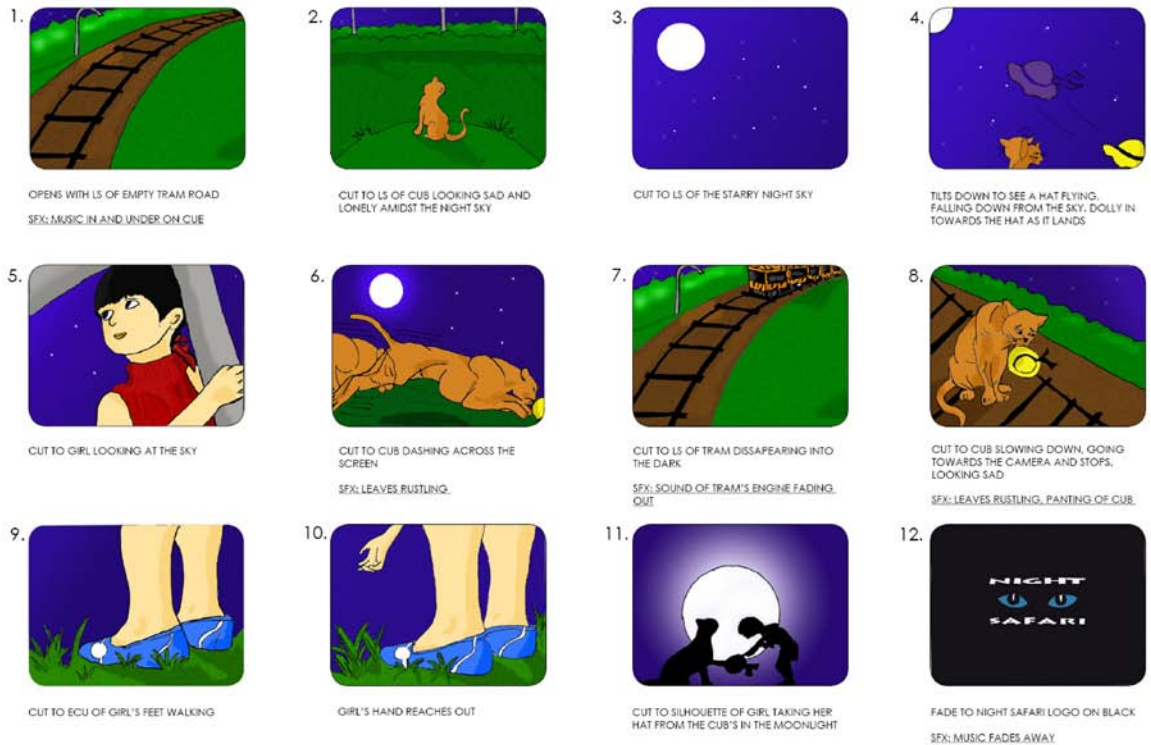 1.
OPENS WITH LS OF EMPTY TRAM ROAD
SFX: MUSIC IN AND UNDER ON CUE
2.
CUT TO LS OF CUB LOOKING SAD AND
LONELY AMIDST THE NIGHT SKY
3.
CUT TO LS OF THE STARRY NIGHT SKY
4.
TILTS DOWN TO SEE A HAT FLYING,
FALLING DOWN FROM THE SKY. DOLLY IN
TOWARDS THE HAT AS IT LANDS
5.
CUT TO GIRL LOOKING AT THE SKY
6.
CUT TO CUB DASHING ACROSS THE
SCREEN
SFX: LEAVES RUSTLING
7.
CUT TO LS OF TRAM DISSAPEARING INTO
THE DARK
SFX: SOUND OF TRAM'S ENGINE FADING
OUT
8.
CUT TO CUB SLOWING DOWN, GOING
TOWARDS THE CAMERA AND STOPS,
LOOKING SAD
SFX: LEAVES RUSTLING, PANTING OF CUB
9.
CUT TO ECU OF GIRL'S FEET WALKING
10.
GIRL'S HAND REACHES OUT
11.
CUT TO SILHOUETTE OF GIRL TAKING HER
HAT FROM THE CUB'S IN THE MOONLIGHT
12.
NIGHT
SAFARI
FADE TO NIGHT SAFARI LOGO ON BLACK
SFX: MUSIC FADES AWAY